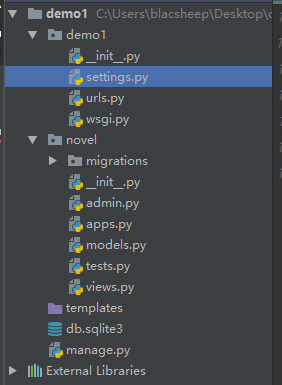 demo1 C:\Users\blacsheep\Desktop\
demo1
__init__.py
settings.py
urls.py
wsgi.py
novel
migrations
__init__.py
admin.py
apps.py
models.py
tests.py
views.py
templates
db.sqlite3
manage.py
External Libraries